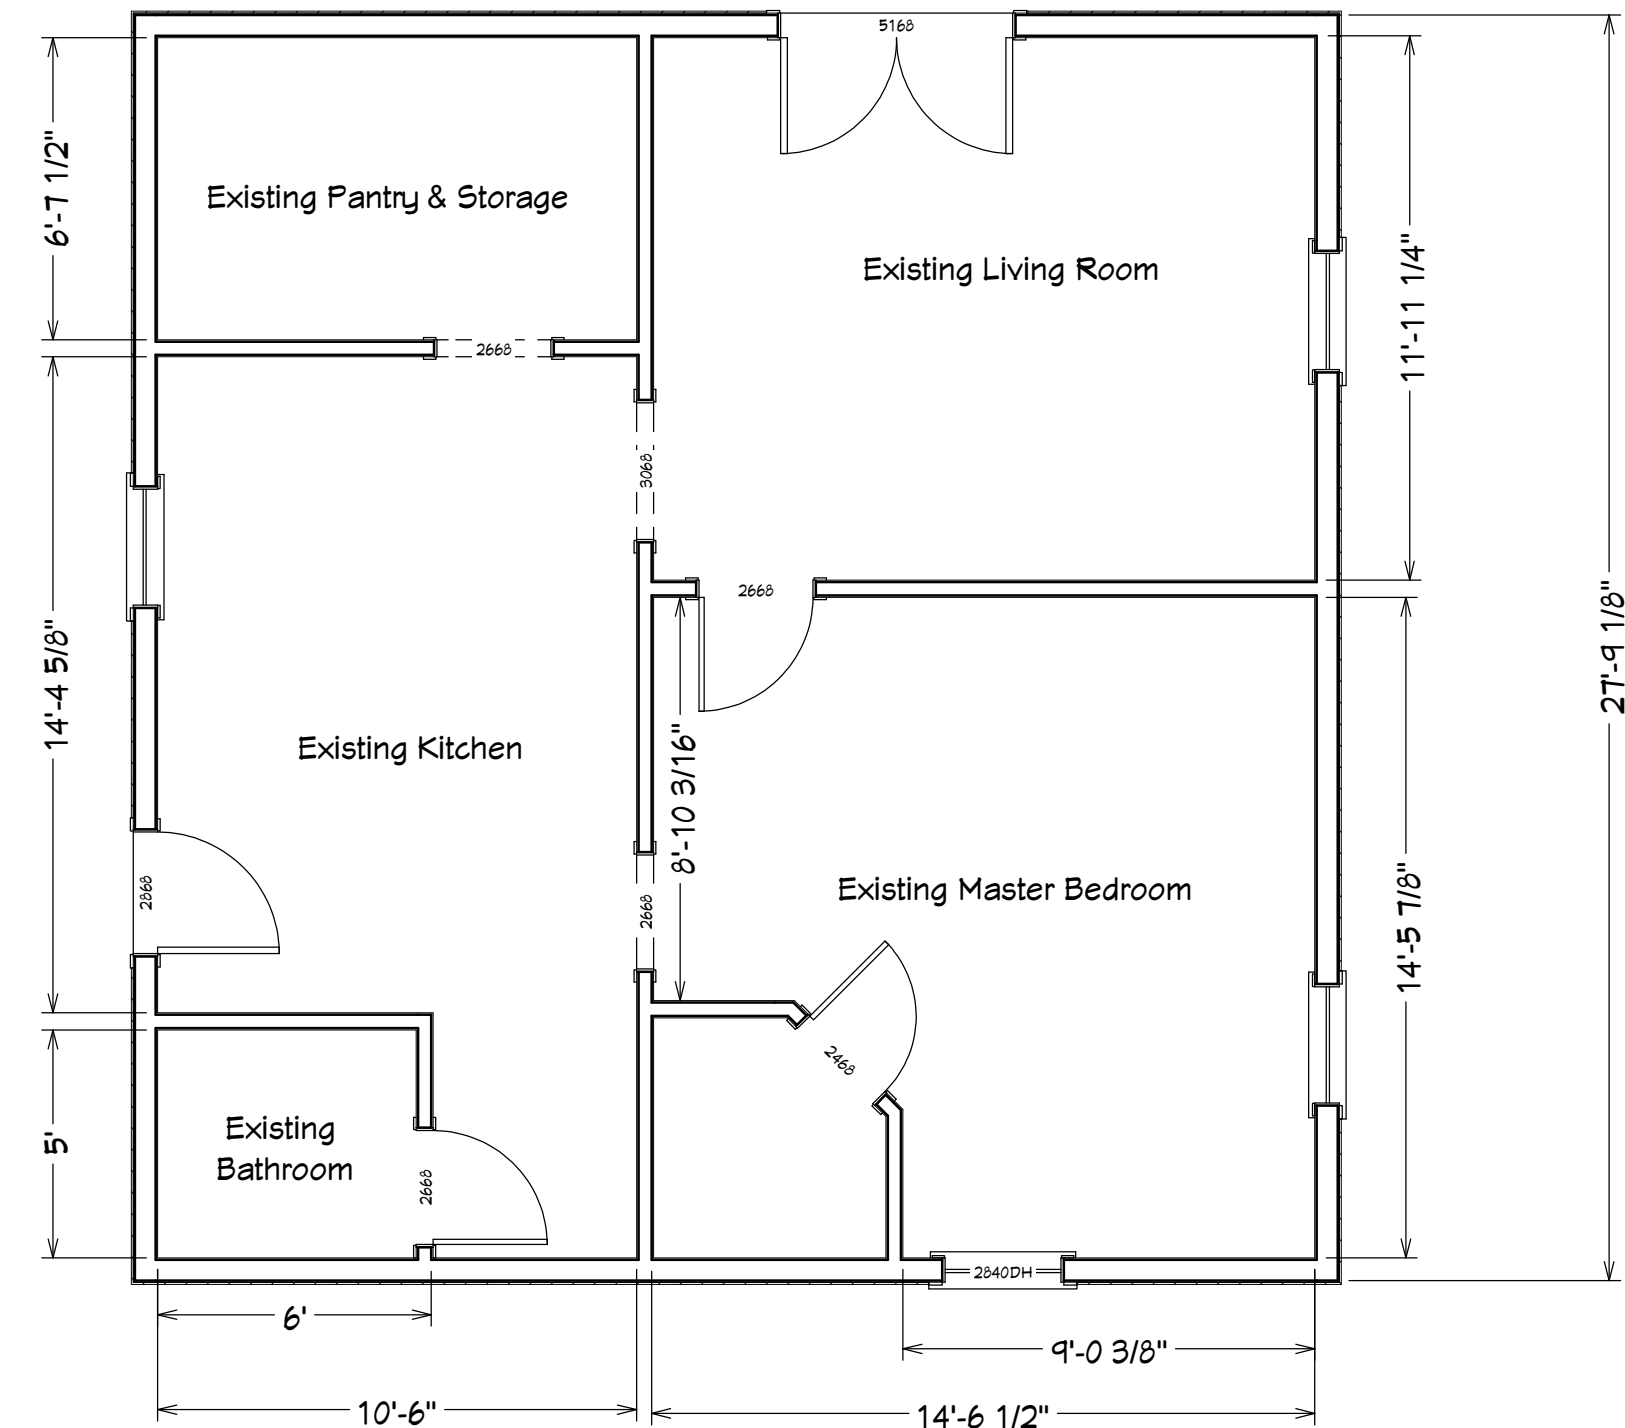 5168
6'-7 1/2"
Existing Pantry & Storage
Existing Living Room
11'-11 1/4"
2668
3068
2668
27'-9 1/8"
14'-4 5/8"
Existing Kitchen
8'-10 3/16"
2868
2668
Existing Master Bedroom
14'-5 7/8"
2468
5'
Existing
Bathroom
2668
2840DH
6'
9'-0 3/8"
10'-6"
14'-6 1/2"